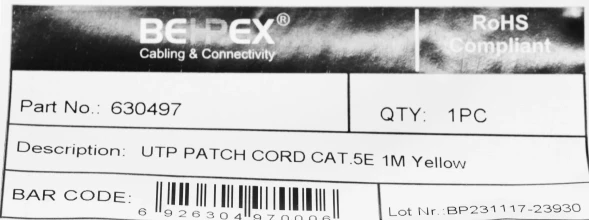 BELPEX®
Cabling & Connectivity
RoHS
Compliant
Part No.: 630497
QTY: 1PC
Description: UTP PATCH CORD CAT.5E 1M Yellow
BAR CODE:
6 926304 970006
Lot Nr.:BP231117-23930